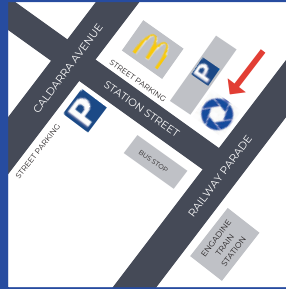 CALDARRA AVENUE
STREET PARKING
P
STATION STREET
STREET PARKING
P
BUS STOP
RAILWAY PARADE
ENGADINE
TRAIN
STATION